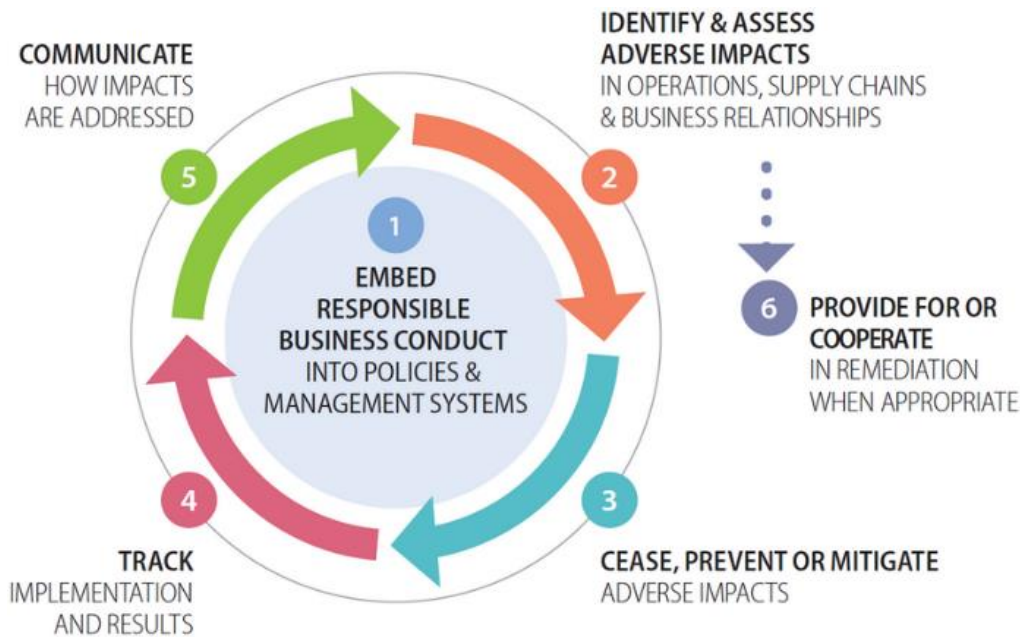 COMMUNICATE
HOW IMPACTS
ARE ADDRESSED
5
IDENTIFY & ASSESS
ADVERSE IMPACTS
IN OPERATIONS, SUPPLY CHAINS
& BUSINESS RELATIONSHIPS
2
1
EMBED
RESPONSIBLE
BUSINESS CONDUCT
INTO POLICIES &
MANAGEMENT SYSTEMS
6
PROVIDE FOR OR
COOPERATE
IN REMEDIATION
WHEN APPROPRIATE
4
TRACK
IMPLEMENTATION
AND RESULTS
3
CEASE, PREVENT OR MITIGATE
ADVERSE IMPACTS